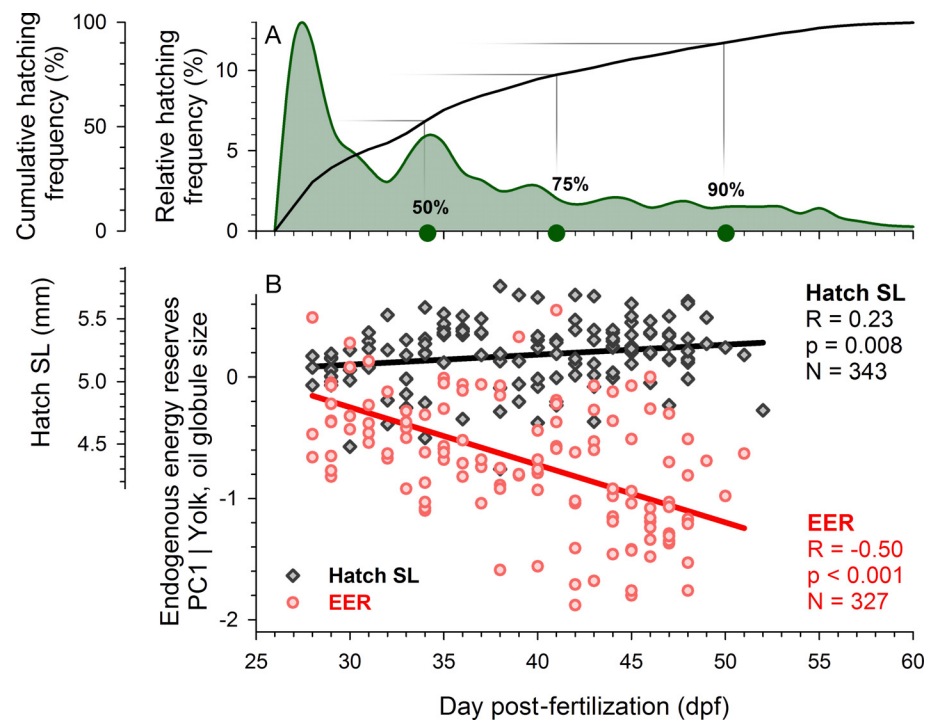 Cumulative hatching
frequency (%)
100
50
0
Relative hatching
frequency (%)
10
5
0
A
50%
75%
90%
Hatch SL (mm)
5.5
5.0
4.5
Endogenous energy reserves
PC1 | Yolk, oil globule size
0
-1
-2
B
Hatch SL
R = 0.23
p = 0.008
N = 343
EER
R = -0.50
p < 0.001
N = 327
Hatch SL
EER
25 30 35 40 45 50 55 60
Day post-fertilization (dpf)